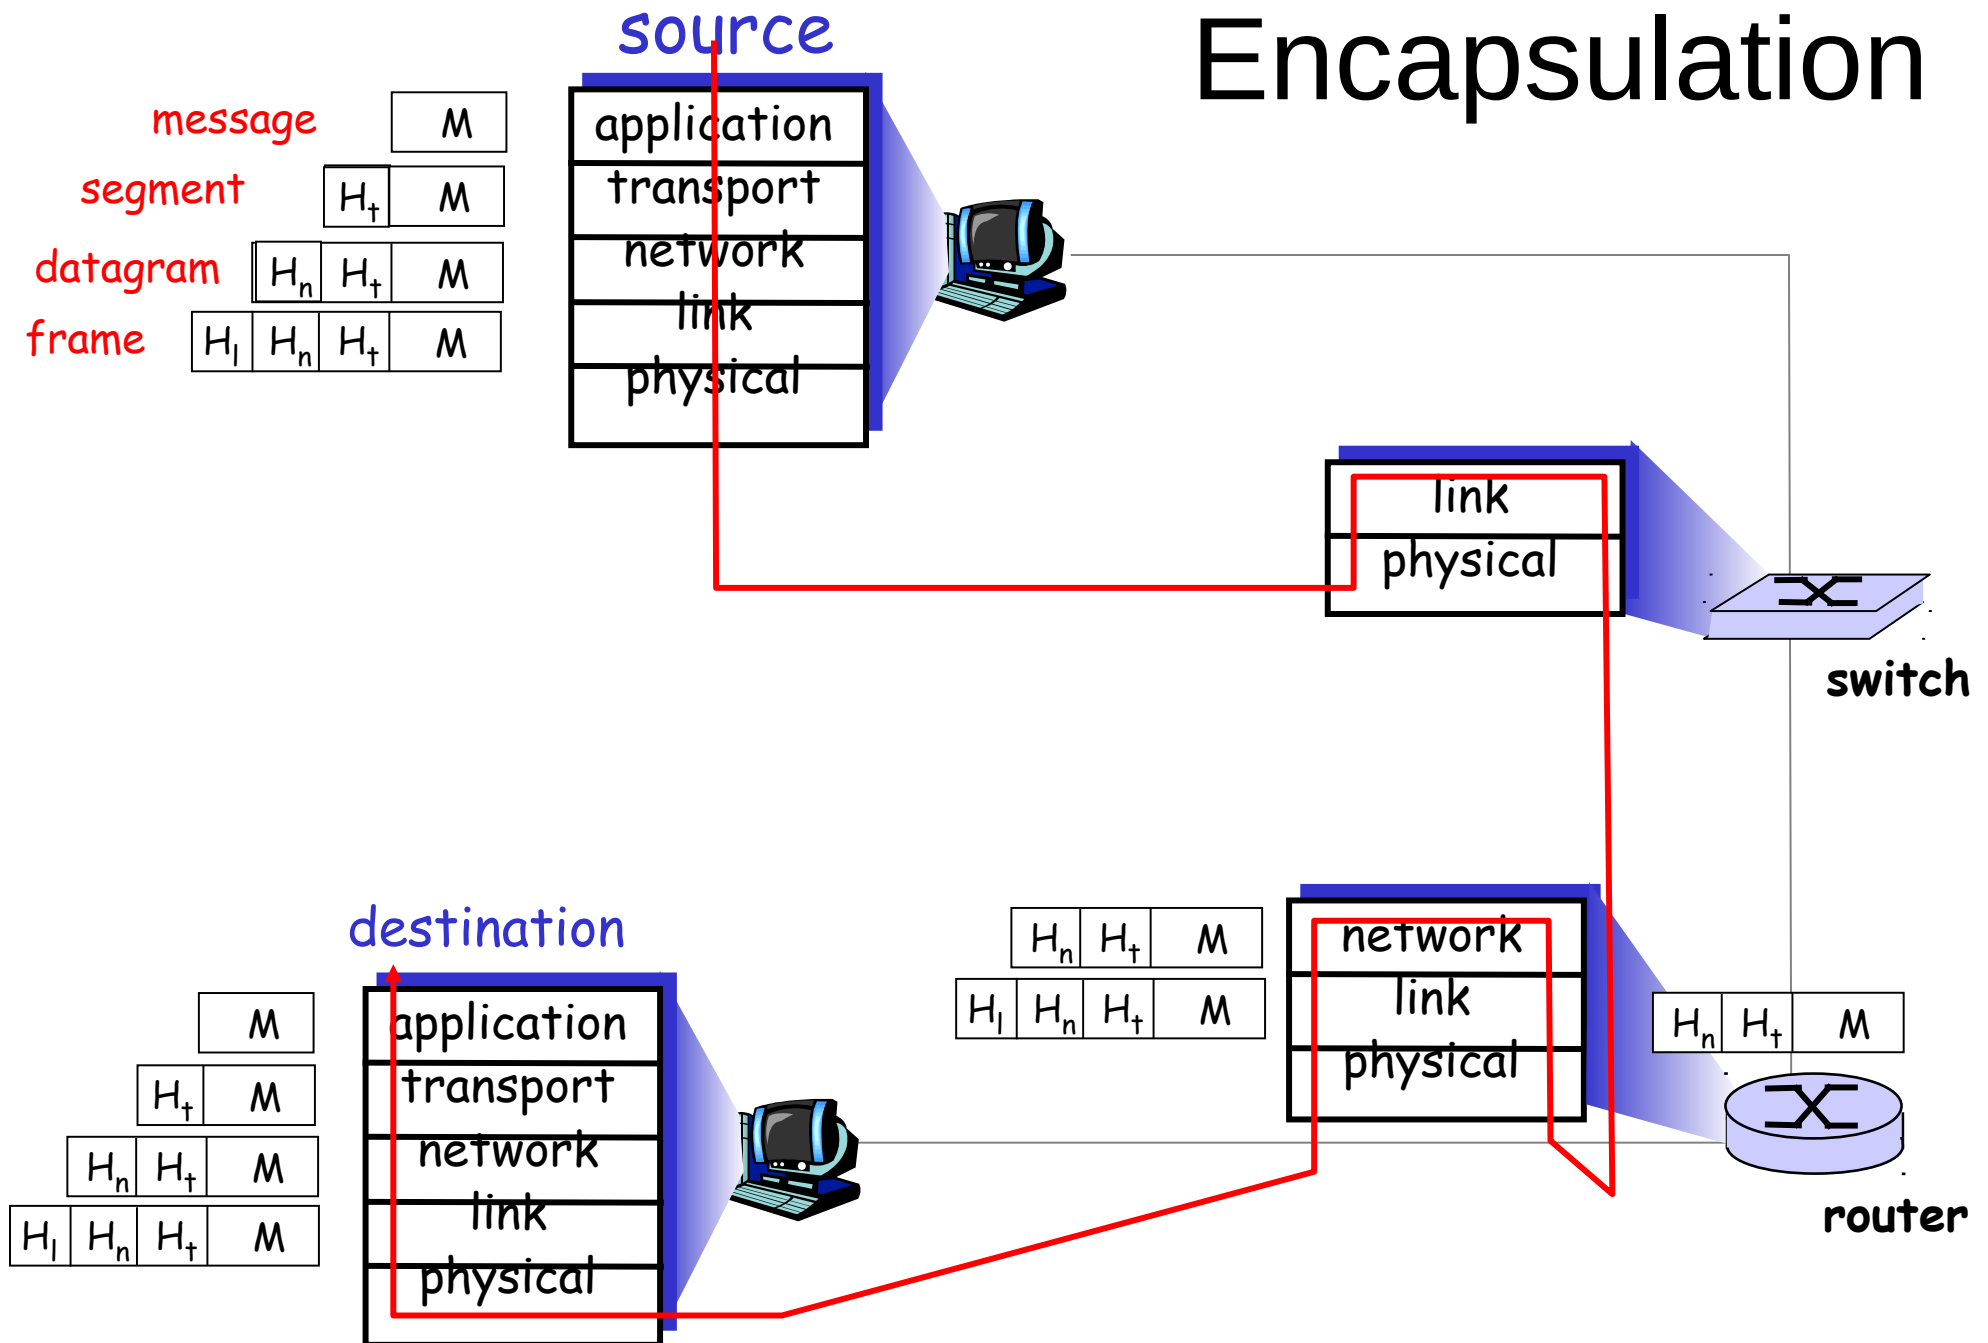 Encapsulation
source
message M
segment Ht M
datagram Hn Ht M
frame Hl Hn Ht M
application
transport
network
link
physical
link
physical
switch
destination
M
Ht M
Hn Ht M
Hl Hn Ht M
application
transport
network
link
physical
Hn Ht M
Hl Hn Ht M
network
link
physical
Hn Ht M
router